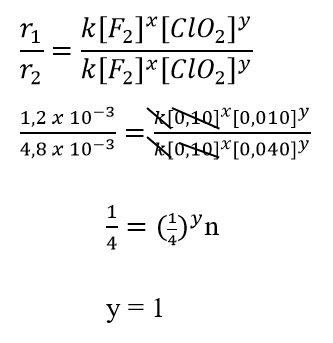 r₁/r₂ = k[F₂]ˣ[ClO₂]ʸ / k[F₂]ˣ[ClO₂]ʸ
1,2 x 10⁻³ / 4,8 x 10⁻³ = k[0,10]ˣ[0,010]ʸ / k[0,10]ˣ[0,040]ʸ
1/4 = (1/4)ʸn
y = 1